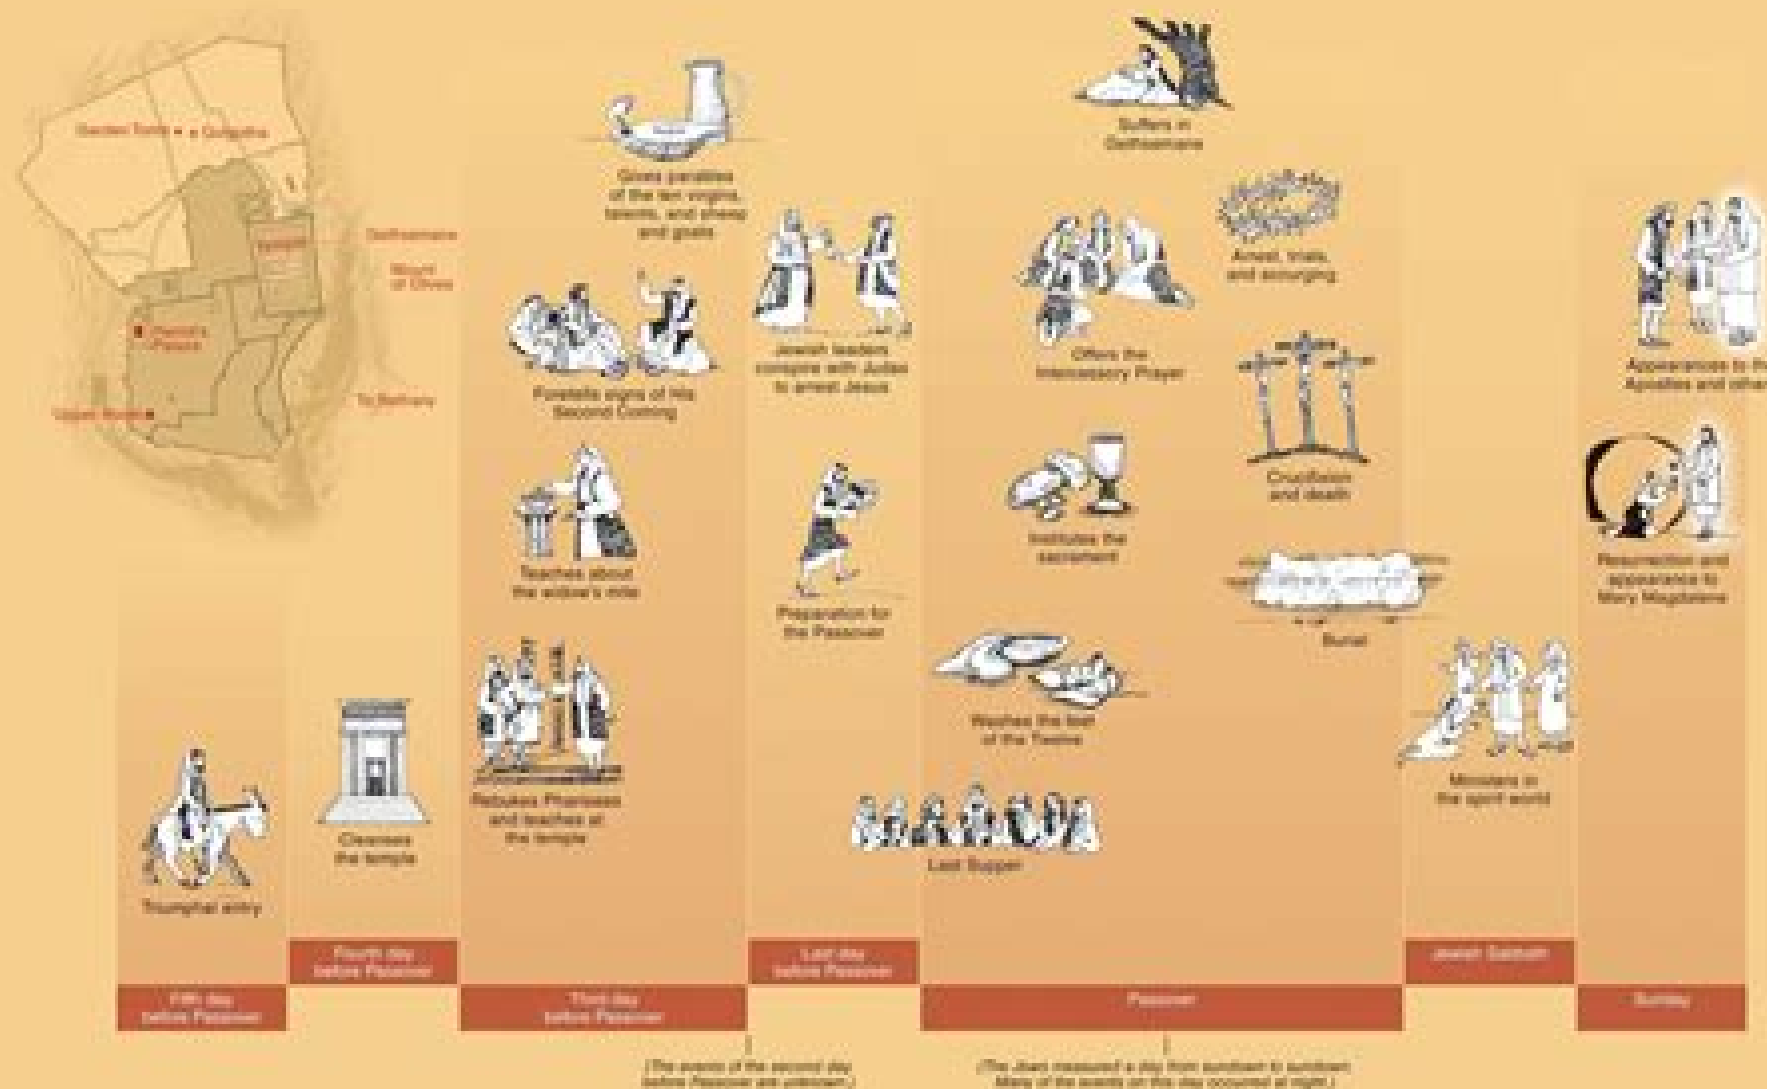 Garden Tomb
Golgotha
Temple
Gethsemane
Mount
of Olives
Herod's
Palace
Upper Room
To Bethany
Triumphal entry
Cleanses
the temple
Gives parables
of the ten virgins,
talents, and sheep
and goats
Foretells signs of His
Second Coming
Teaches about
the widow's mite
Rebukes Pharisees
and teaches at
the temple
Jewish leaders
conspire with Judas
to arrest Jesus
Preparation for
the Passover
Suffers in
Gethsemane
Offers the
Intercessory Prayer
Institutes the
sacrament
Washes the feet
of the Twelve
Last Supper
Arrest, trials,
and scourging
Crucifixion
and death
Burial
Ministers in
the spirit world
Appearances to the
Apostles and other
Resurrection and
appearance to
Mary Magdalene
Fifth day
before Passover
Fourth day
before Passover
Third day
before Passover
Last day
before Passover
Passover
Jewish Sabbath
Sunday
(The events of the second day
before Passover are unknown.)
(The Jews measured a day from sundown to sundown.
Many of the events on this day occurred at night.)